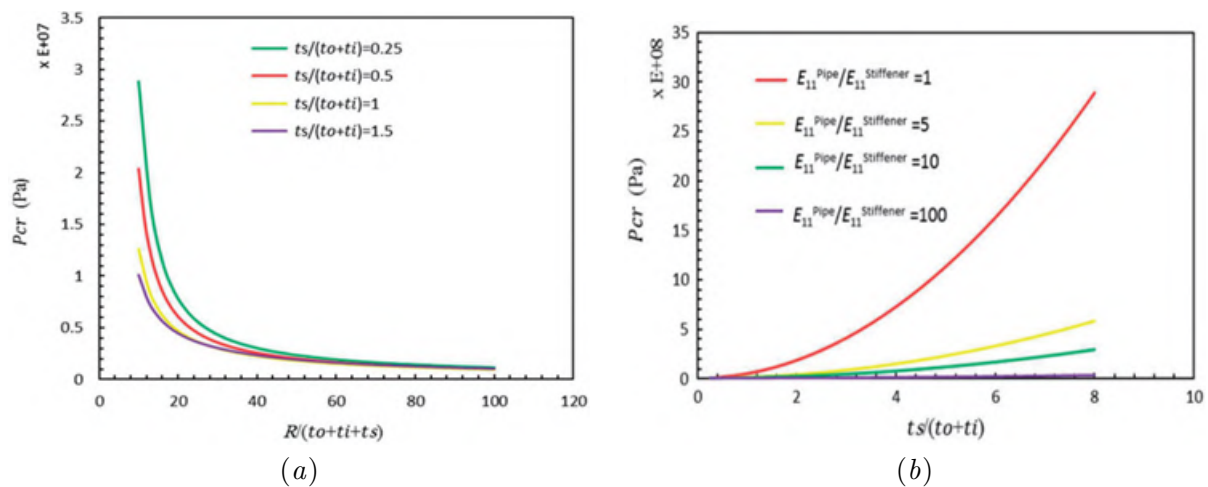 x E+07
3.5
3
2.5
2
1.5
1
0.5
0
Pcr (Pa)
ts/(to+ti)=0.25
ts/(to+ti)=0.5
ts/(to+ti)=1
ts/(to+ti)=1.5
0 20 40 60 80 100 120
R/(to+ti+ts)
(a)
x E+08
35
30
25
20
15
10
5
0
Pcr (Pa)
E₁₁ᴾⁱᵖᵉ/E₁₁ˢᵗⁱᶠᶠᵉⁿᵉʳ =1
E₁₁ᴾⁱᵖᵉ/E₁₁ˢᵗⁱᶠᶠᵉⁿᵉʳ =5
E₁₁ᴾⁱᵖᵉ/E₁₁ˢᵗⁱᶠᶠᵉⁿᵉʳ =10
E₁₁ᴾⁱᵖᵉ/E₁₁ˢᵗⁱᶠᶠᵉⁿᵉʳ =100
0 2 4 6 8 10
ts/(to+ti)
(b)